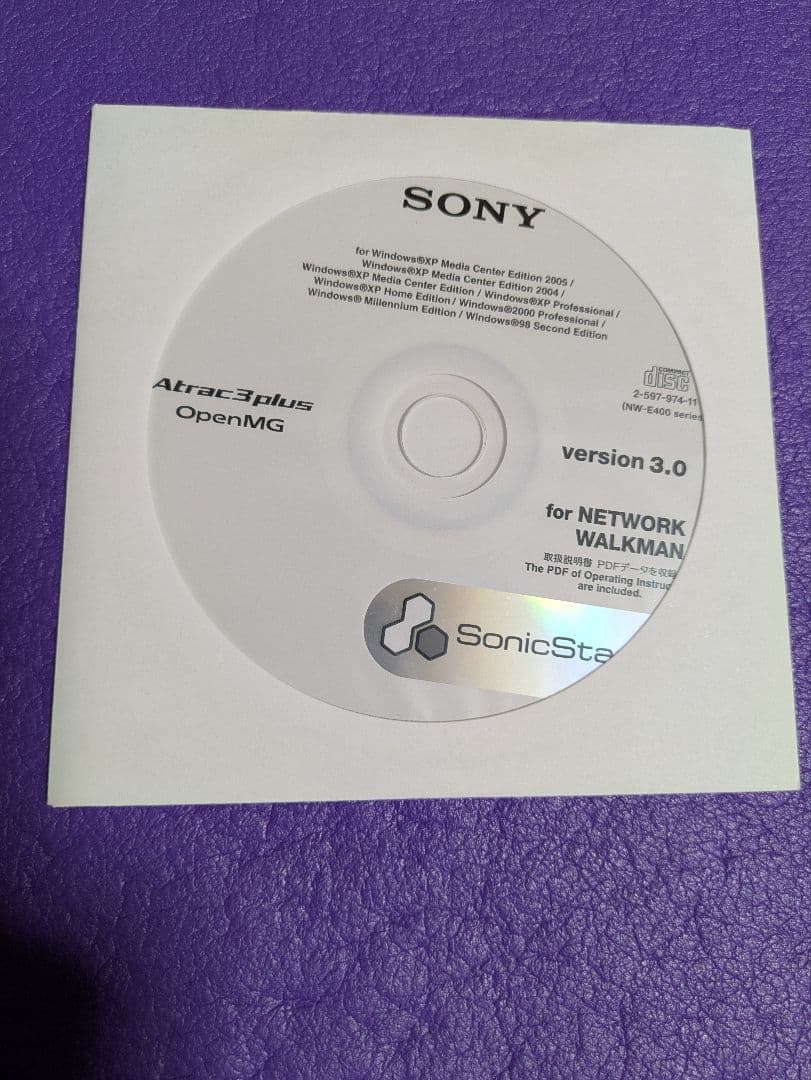 SONY
for Windows®XP Media Center Edition 2005 /
Windows®XP Media Center Edition 2004 /
Windows®XP Media Center Edition / Windows®XP Professional /
Windows®XP Home Edition / Windows®2000 Professional /
Windows® Millennium Edition / Windows®98 Second Edition
Atrac3plus
OpenMG
COMPACT
disc
2-597-974-11
(NW-E400 series
version 3.0
for NETWORK
WALKMAN
取扱説明書 PDFデータを収録
The PDF of Operating Instruc
are included.
SonicSta